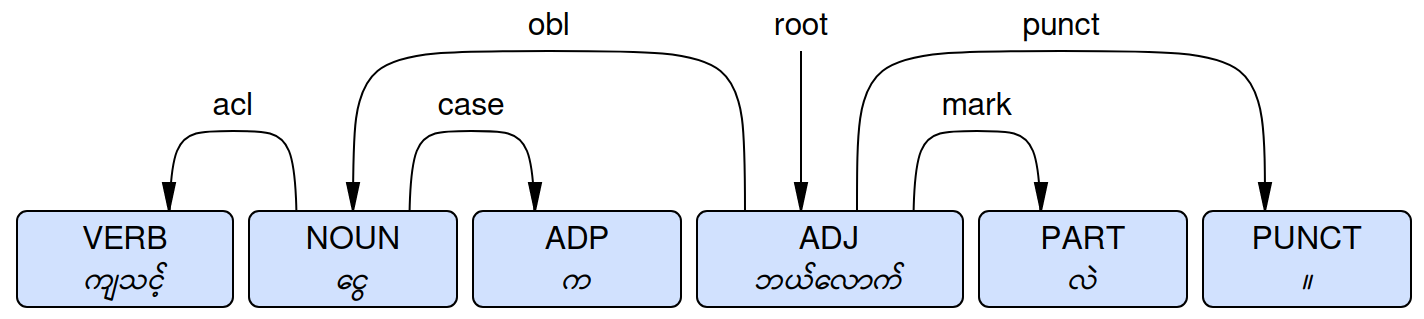 obl root punct
acl case mark
VERB NOUN ADP ADJ PART PUNCT
ကျသင့် ငွေ က ဘယ်လောက် လဲ ။